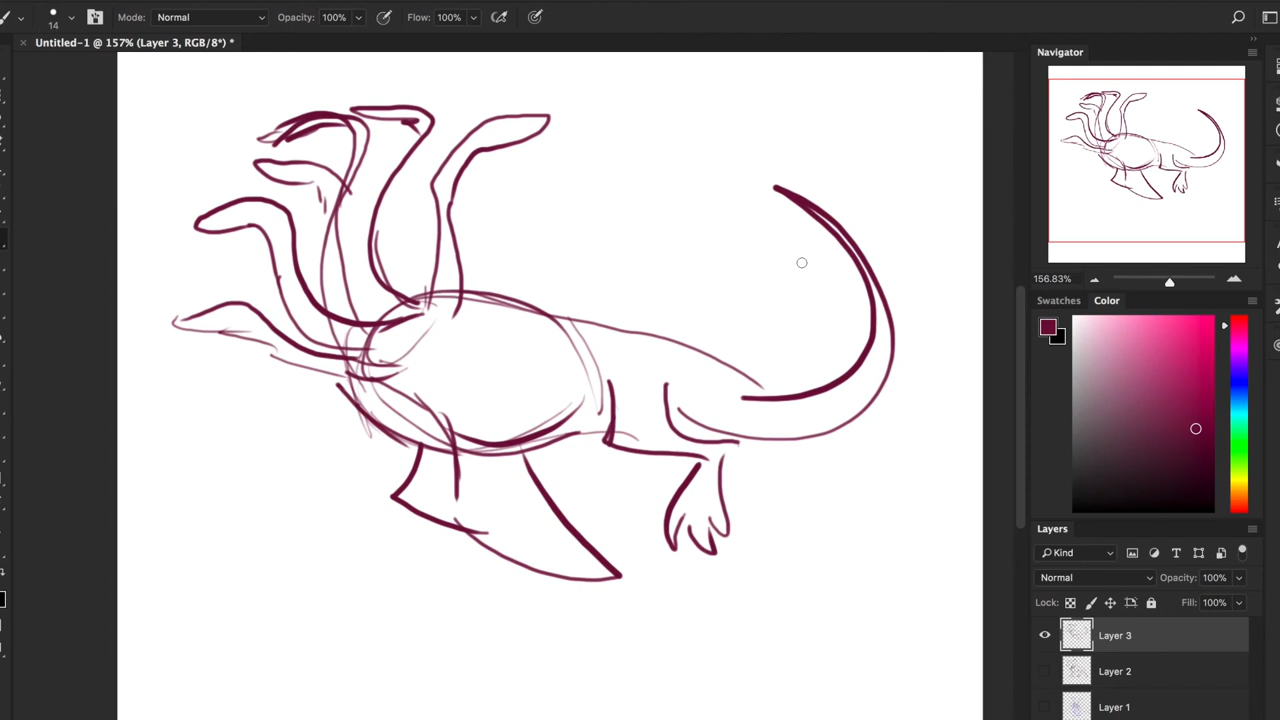 14 Mode: Normal Opacity: 100% Flow: 100%
× Untitled-1 @ 157% (Layer 3, RGB/8*) *
Navigator
156.83%
Swatches Color
Layers
Kind
Normal Opacity: 100%
Lock: Fill: 100%
Layer 3
Layer 2
Layer 1